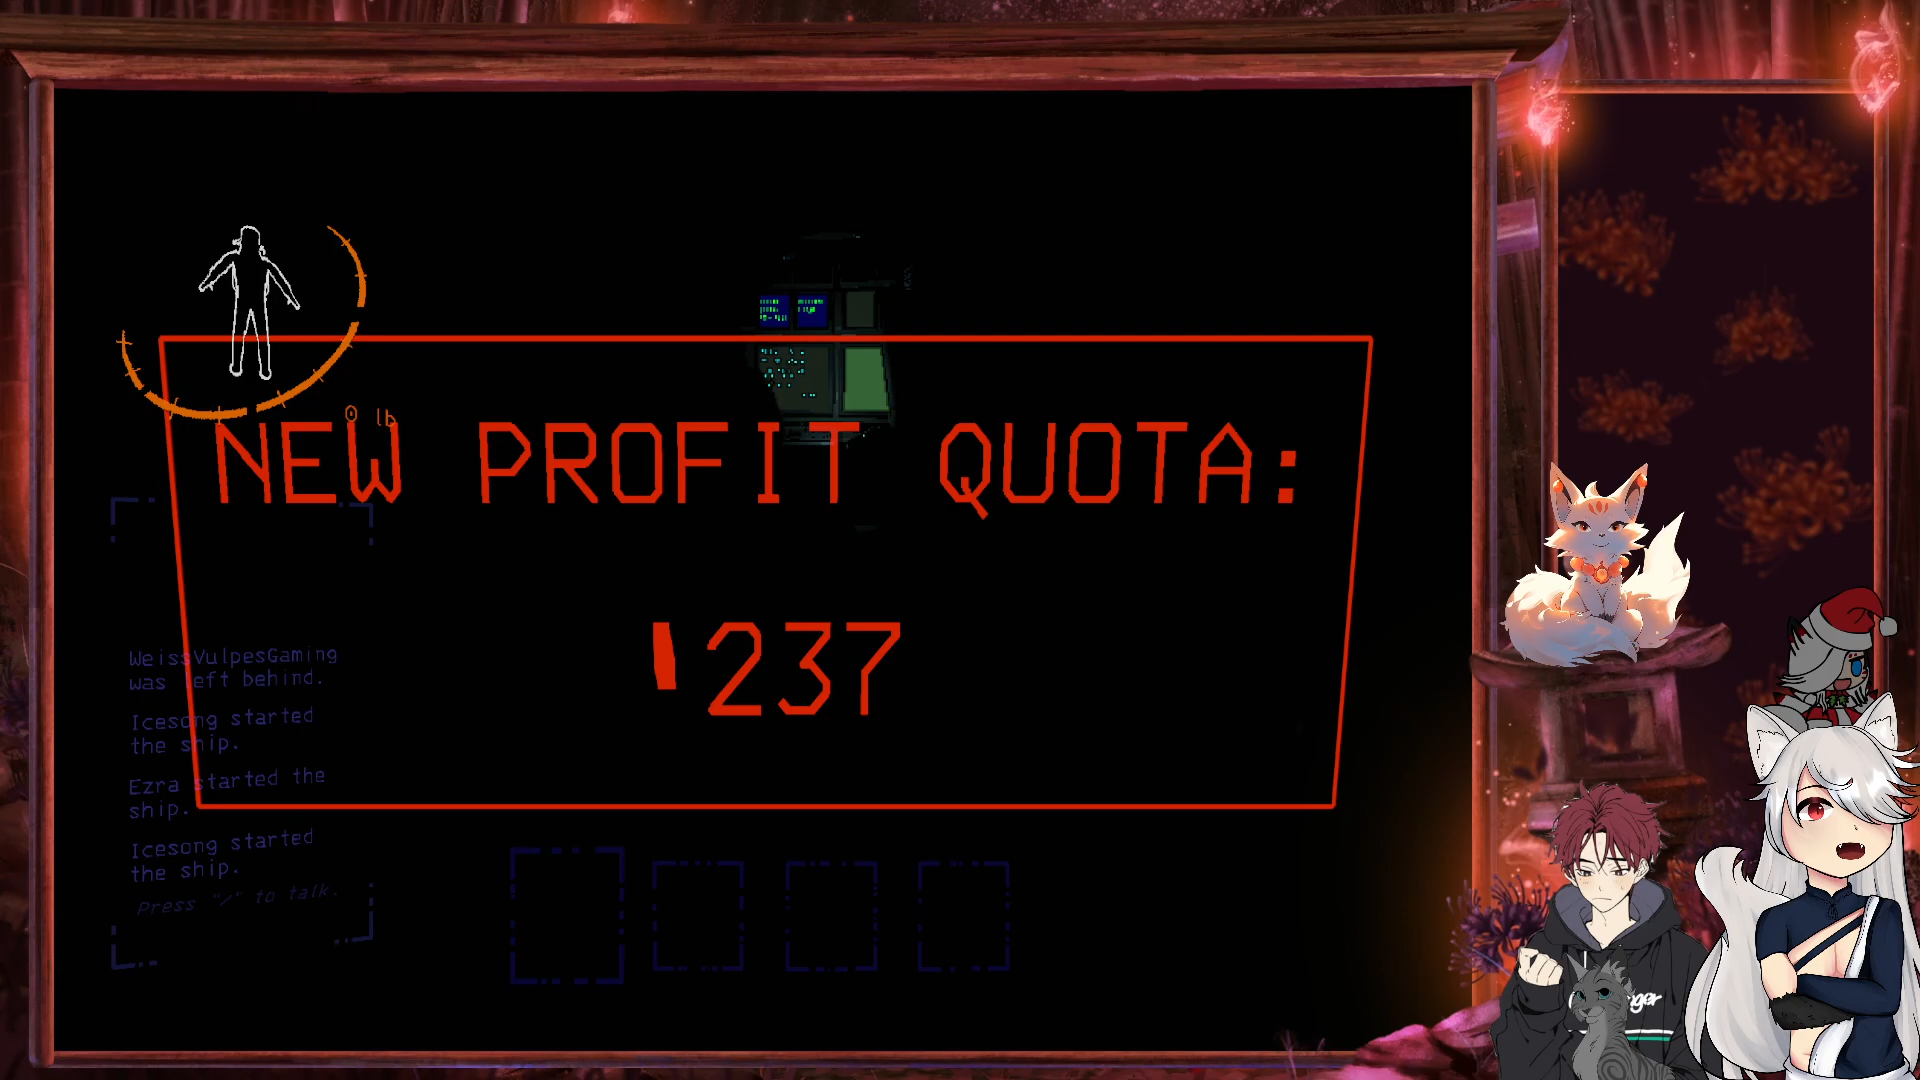 0 lb
NEW PROFIT QUOTA:
▮237
WeissVulpesGaming
was left behind.
Icesong started
the ship.
Ezra started the
ship.
Icesong started
the ship.
Press "/" to talk.